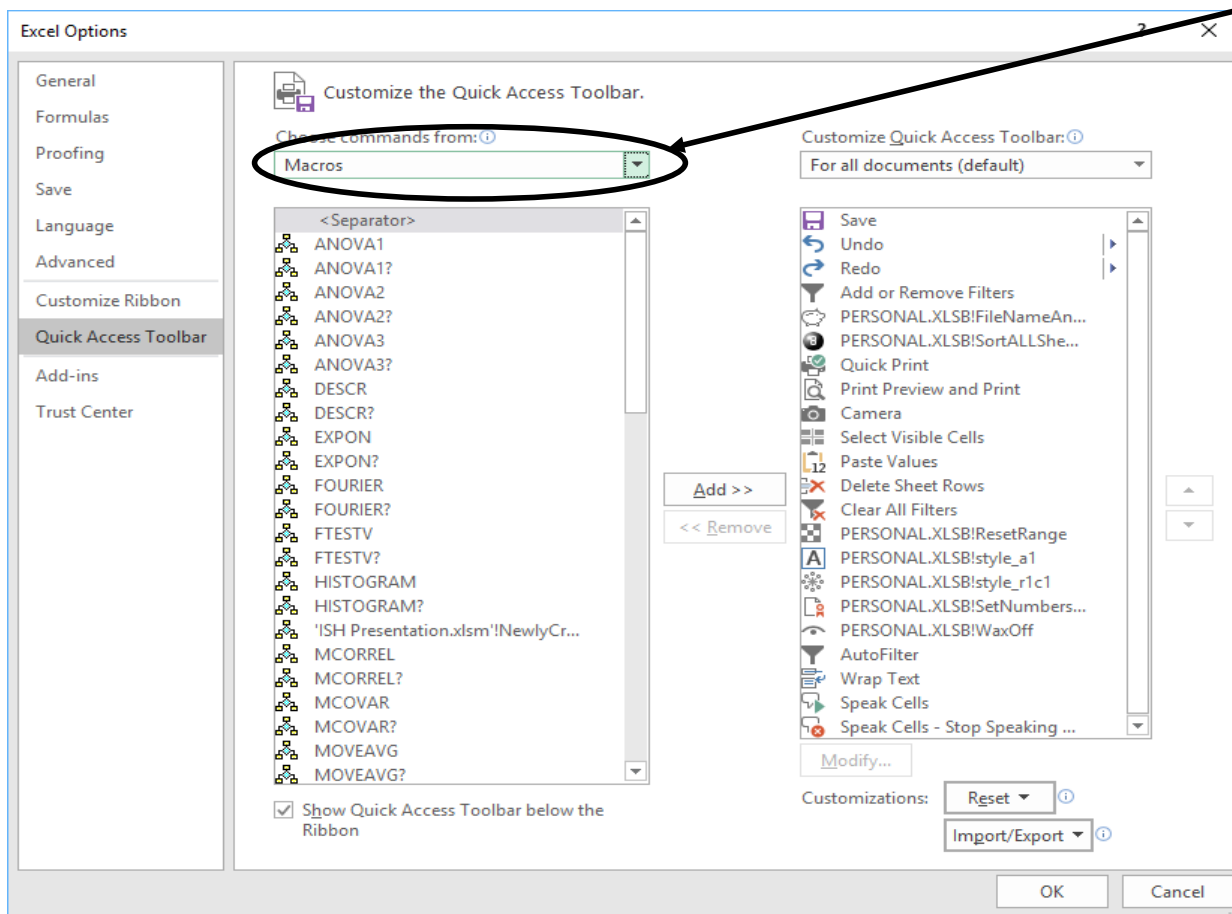 Excel Options
?
General
Formulas
Proofing
Save
Language
Advanced
Customize Ribbon
Quick Access Toolbar
Add-ins
Trust Center
Customize the Quick Access Toolbar.
Choose commands from:
Macros
<Separator>
ANOVA1
ANOVA1?
ANOVA2
ANOVA2?
ANOVA3
ANOVA3?
DESCR
DESCR?
EXPON
EXPON?
FOURIER
FOURIER?
FTESTV
FTESTV?
HISTOGRAM
HISTOGRAM?
'ISH Presentation.xlsm'!NewlyCr...
MCORREL
MCORREL?
MCOVAR
MCOVAR?
MOVEAVG
MOVEAVG?
Show Quick Access Toolbar below the
Ribbon
Add >>
<< Remove
Customize Quick Access Toolbar:
For all documents (default)
Save
Undo
Redo
Add or Remove Filters
PERSONAL.XLSB!FileNameAn...
PERSONAL.XLSB!SortALLShe...
Quick Print
Print Preview and Print
Camera
Select Visible Cells
Paste Values
Delete Sheet Rows
Clear All Filters
PERSONAL.XLSB!ResetRange
PERSONAL.XLSB!style_a1
PERSONAL.XLSB!style_r1c1
PERSONAL.XLSB!SetNumbers...
PERSONAL.XLSB!WaxOff
AutoFilter
Wrap Text
Speak Cells
Speak Cells - Stop Speaking ...
Modify...
Customizations:
Reset
Import/Export
OK
Cancel